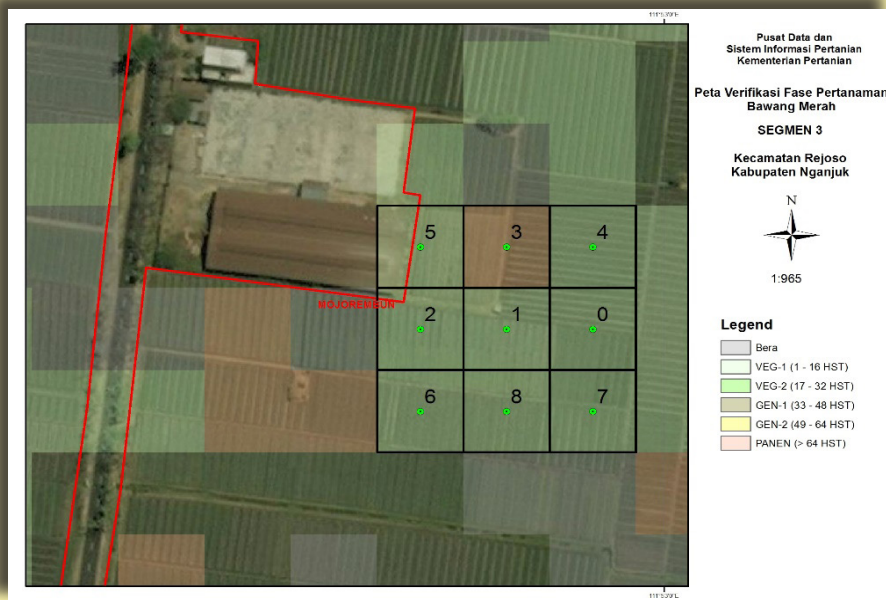 Pusat Data dan
Sistem Informasi Pertanian
Kementerian Pertanian
Peta Verifikasi Fase Pertanaman
Bawang Merah
SEGMEN 3
Kecamatan Rejoso
Kabupaten Nganjuk
N
1:965
Legend
Bera
VEG-1 (1 - 16 HST)
VEG-2 (17 - 32 HST)
GEN-1 (33 - 48 HST)
GEN-2 (49 - 64 HST)
PANEN (> 64 HST)
5 3 4
MOJOREMBUN
2 1 0
6 8 7